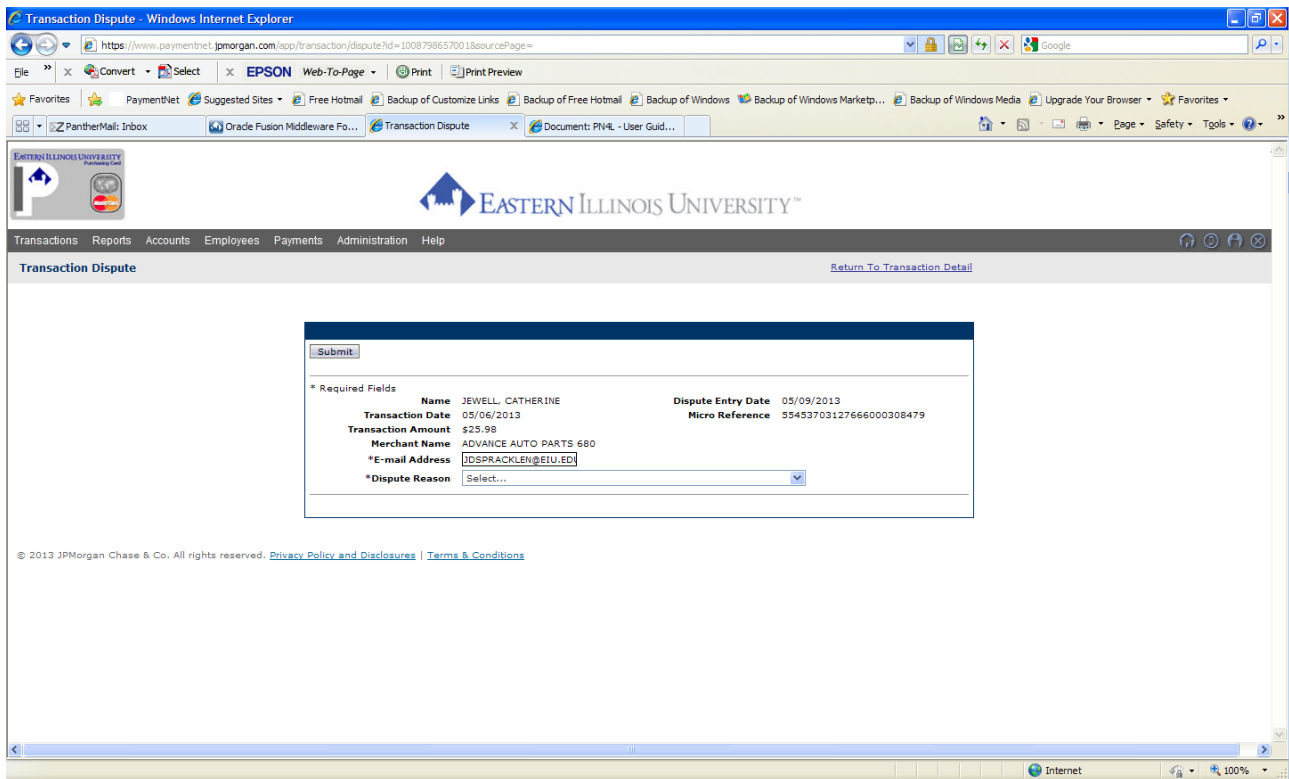 Transaction Dispute - Windows Internet Explorer
https://www.paymentnet.jpmorgan.com/app/transaction/dispute?id=1008798657001&sourcePage=
Google
File » x Convert Select x EPSON Web-To-Page Print Print Preview
Favorites PaymentNet Suggested Sites Free Hotmail Backup of Customize Links Backup of Free Hotmail Backup of Windows Backup of Windows Marketp... Backup of Windows Media Upgrade Your Browser Favorites
PantherMail: Inbox Oracle Fusion Middleware Fo... Transaction Dispute X Document: PN4L - User Guid... Page Safety Tools »
EASTERN ILLINOIS UNIVERSITY
Purchasing Card
P
EASTERN ILLINOIS UNIVERSITY™
Transactions Reports Accounts Employees Payments Administration Help
Transaction Dispute Return To Transaction Detail
Submit
* Required Fields
Name JEWELL, CATHERINE Dispute Entry Date 05/09/2013
Transaction Date 05/06/2013 Micro Reference 55453703127666000308479
Transaction Amount $25.98
Merchant Name ADVANCE AUTO PARTS 680
*E-mail Address JDSPRACKLEN@EIU.EDU
*Dispute Reason Select...
© 2013 JPMorgan Chase & Co. All rights reserved. Privacy Policy and Disclosures | Terms & Conditions
Internet 100%